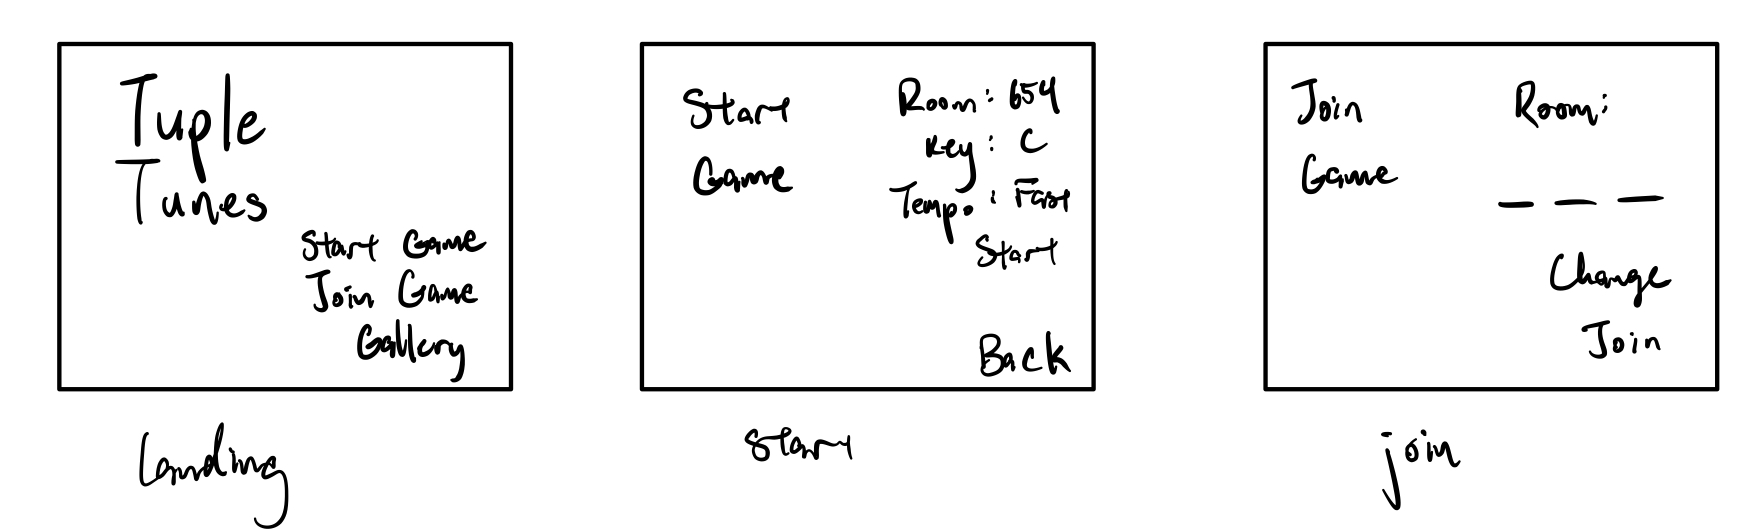 Tuple
Tunes
Start Game
Join Game
Gallery
landing
Start
Game
Room: 654
Key: C
Tempo: Fast
Start
Back
start
Join
Game
Room:
_ _ _
Change
Join
join